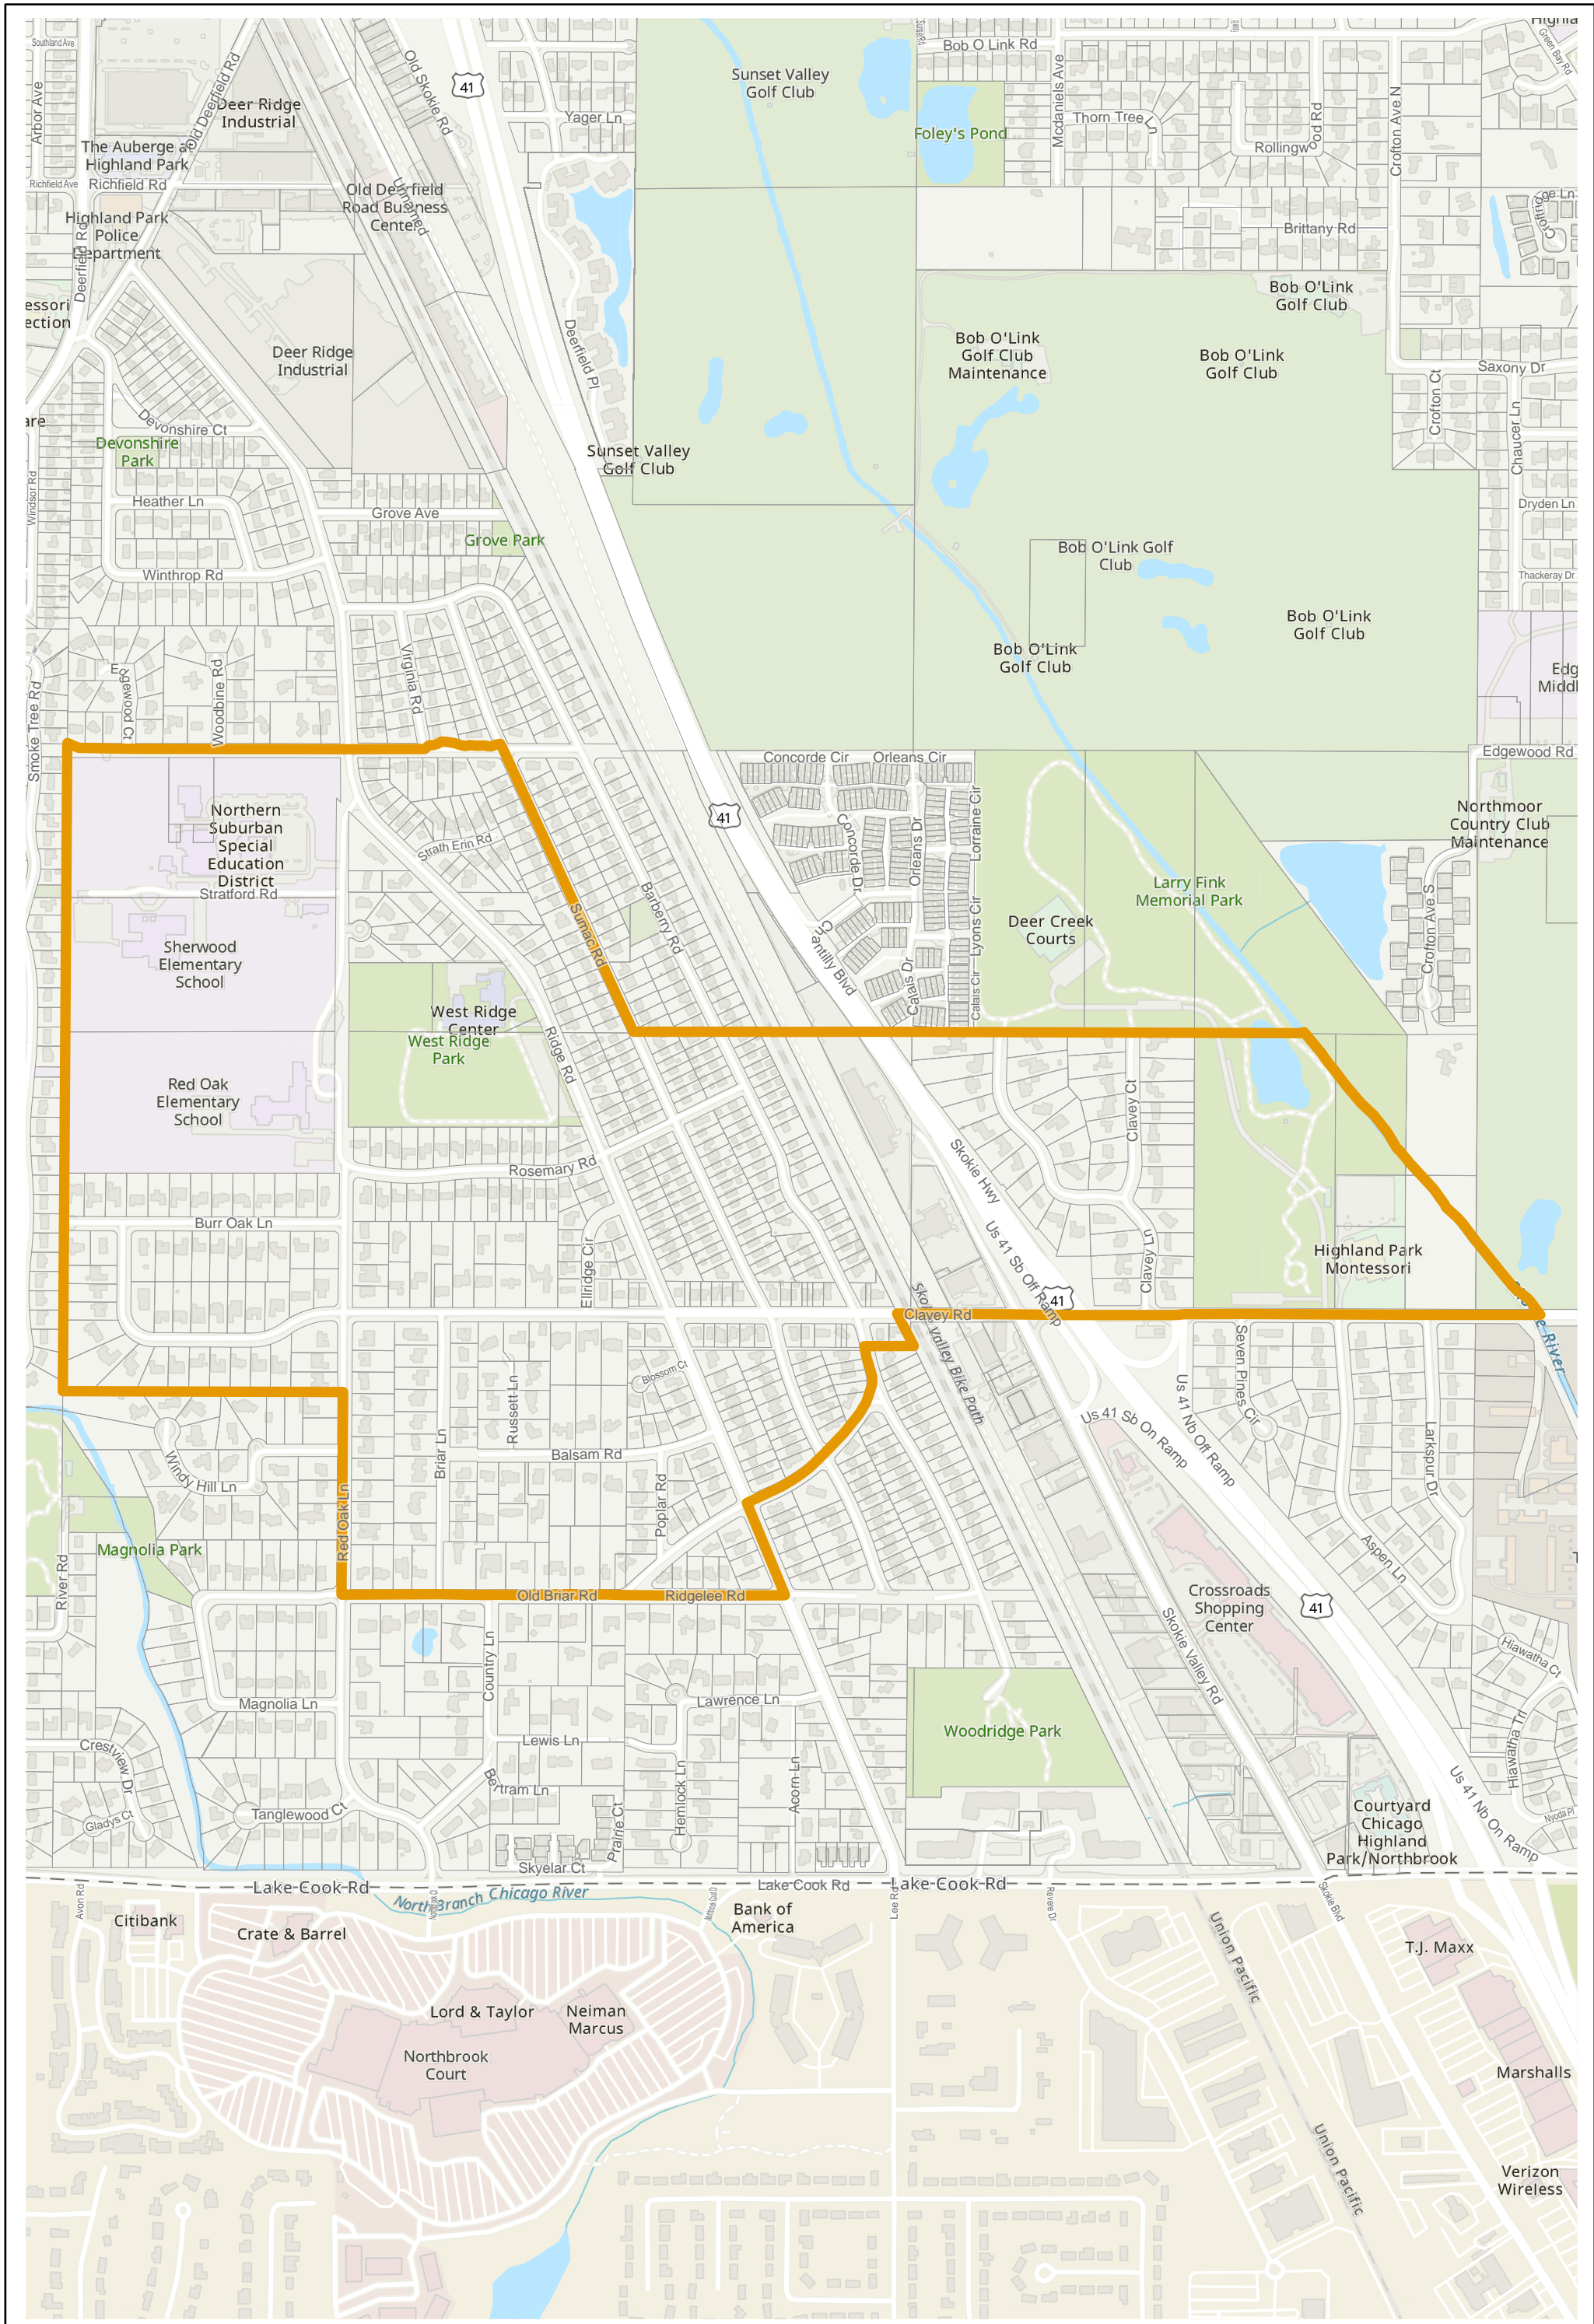 Southland Ave
Arbor Ave
Old Deerfield Rd
Deer Ridge
Industrial
The Auberge at
Highland Park
Richfield Ave
Richfield Rd
Highland Park
Police
Department
Deerfield Rd
Old Skokie Rd
41
Yager Ln
Old Deerfield
Road Business
Center
Unnamed
Sunset Valley
Golf Club
Bob O Link Rd
Foley's Pond
Mcdaniels Ave
Thorn Tree Ln
Rollingwood Rd
Crofton Ave N
Green Bay Rd
Brittany Rd
Bob O'Link
Golf Club
Deer Ridge
Industrial
Deerfield Pl
Bob O'Link
Golf Club
Maintenance
Bob O'Link
Golf Club
Saxony Dr
Crofton Ct
Chaucer Ln
Devonshire Ct
Devonshire
Park
Sunset Valley
Golf Club
Windsor Rd
Heather Ln
Grove Ave
Grove Park
Dryden Ln
Bob O'Link Golf
Club
Winthrop Rd
Thackeray Dr
Bob O'Link
Golf Club
Bob O'Link
Golf Club
Edgewood Ct
Woodbine Rd
Virginia Rd
Smoke Tree Rd
Edg
Middl
Edgewood Rd
Concorde Cir
Orleans Cir
Northern
Suburban
Special
Education
District
41
Strath Erin Rd
Concorde Dr
Orleans Dr
Lorraine Cir
Northmoor
Country Club
Maintenance
Stratford Rd
Barberry Rd
Sumac Rd
Larry Fink
Memorial Park
Deer Creek
Courts
Lyons Cir
Crofton Ave S
Sherwood
Elementary
School
Chantilly Blvd
Calais Dr
Calais Cir
West Ridge
Center
West Ridge
Park
Ridge Rd
Red Oak
Elementary
School
Clavey Ct
Rosemary Rd
Skokie Hwy
Burr Oak Ln
Ellridge Cir
Us 41 Sb Off Ramp
Clavey Ln
Highland Park
Montessori
41
Clavey Rd
Skokie Valley Bike Path
Blossom Ct
Russett Ln
Briar Ln
Balsam Rd
Poplar Rd
Windy Hill Ln
Red Oak Ln
Us 41 Sb On Ramp
Us 41 Nb Off Ramp
Seven Pines Cir
Larkspur Dr
Aspen Ln
Magnolia Park
River Rd
Old Briar Rd
Ridgelee Rd
Crossroads
Shopping
Center
41
Skokie Valley Rd
Hiawatha Ct
Hiawatha Trl
Country Ln
Magnolia Ln
Lawrence Ln
Lewis Ln
Woodridge Park
Crestview Dr
Gladys Ct
Tanglewood Ct
Bertram Ln
Prairie Ct
Hemlock Ln
Acorn Ln
Us 41 Nb On Ramp
Nyoda Pl
Courtyard
Chicago
Highland
Park/Northbrook
Skyelar Ct
Lake Cook Rd
Lake Cook Rd
Lake Cook Rd
North Branch Chicago River
Avon Rd
Citibank
Crate & Barrel
Bank of
America
Lee Rd
Revere Dr
Skokie Blvd
Union Pacific
T.J. Maxx
Lord & Taylor
Neiman
Marcus
Northbrook
Court
Marshalls
Union Pacific
Verizon
Wireless